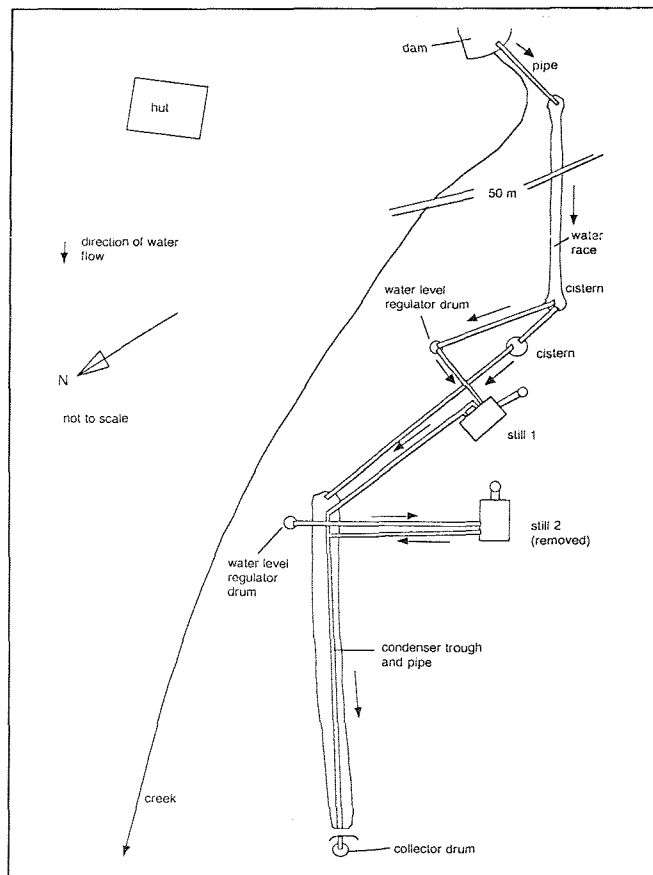 dam
pipe
hut
50 m
direction of water
flow
water
race
water level
regulator drum
cistern
cistern
N
not to scale
still 1
still 2
(removed)
water level
regulator
drum
condenser trough
and pipe
creek
collector drum